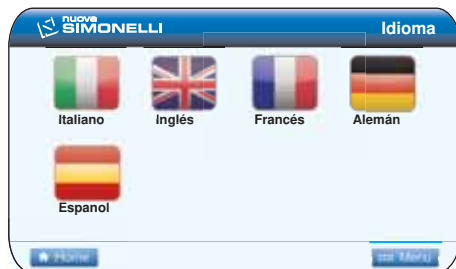 nuova
SIMONELLI
Idioma
Italiano Inglés Francés Alemán
Espanol
Home Menu